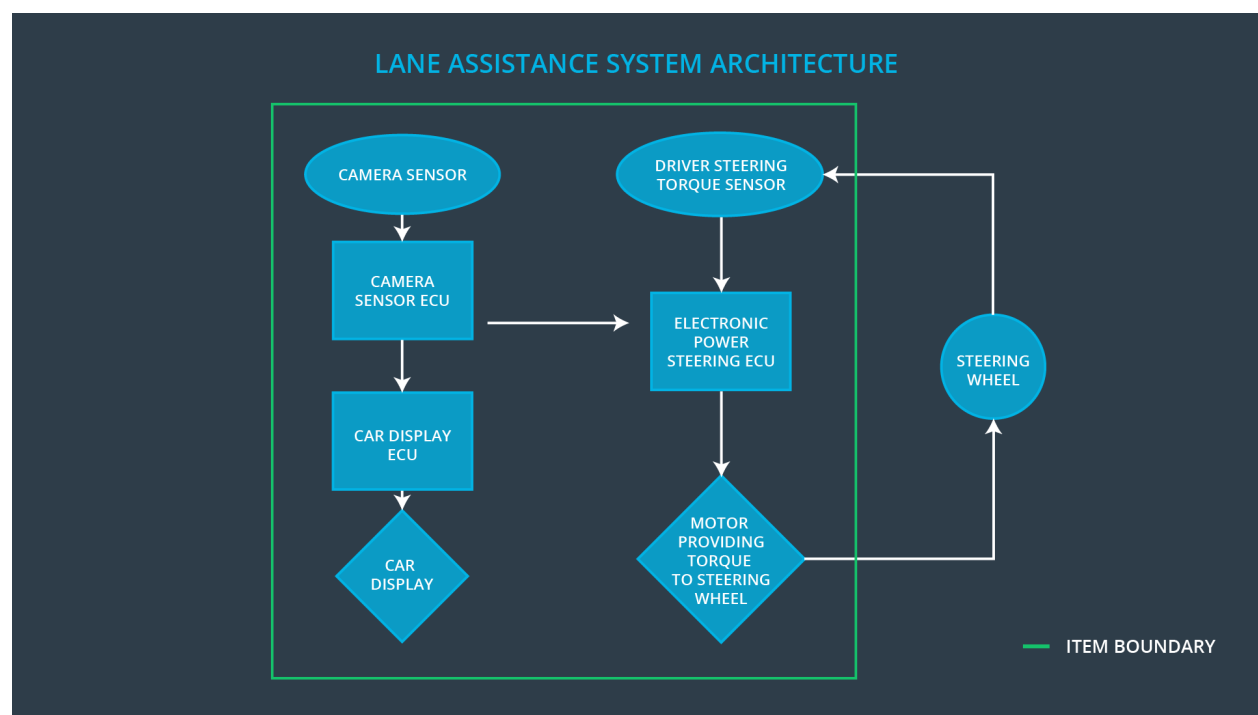 LANE ASSISTANCE SYSTEM ARCHITECTURE
CAMERA SENSOR
DRIVER STEERING
TORQUE SENSOR
CAMERA
SENSOR ECU
ELECTRONIC
POWER
STEERING ECU
STEERING
WHEEL
CAR DISPLAY
ECU
MOTOR
PROVIDING
TORQUE
TO STEERING
WHEEL
CAR
DISPLAY
ITEM BOUNDARY